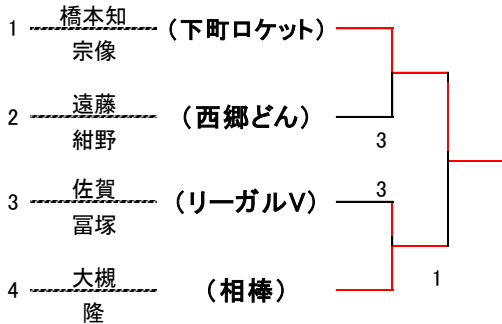 1 橋本知 (下町ロケット)
宗像
2 遠藤 (西郷どん)
紺野 3
3 佐賀 (リーガルV) 3
冨塚
4 大槻 (相棒) 1
隆